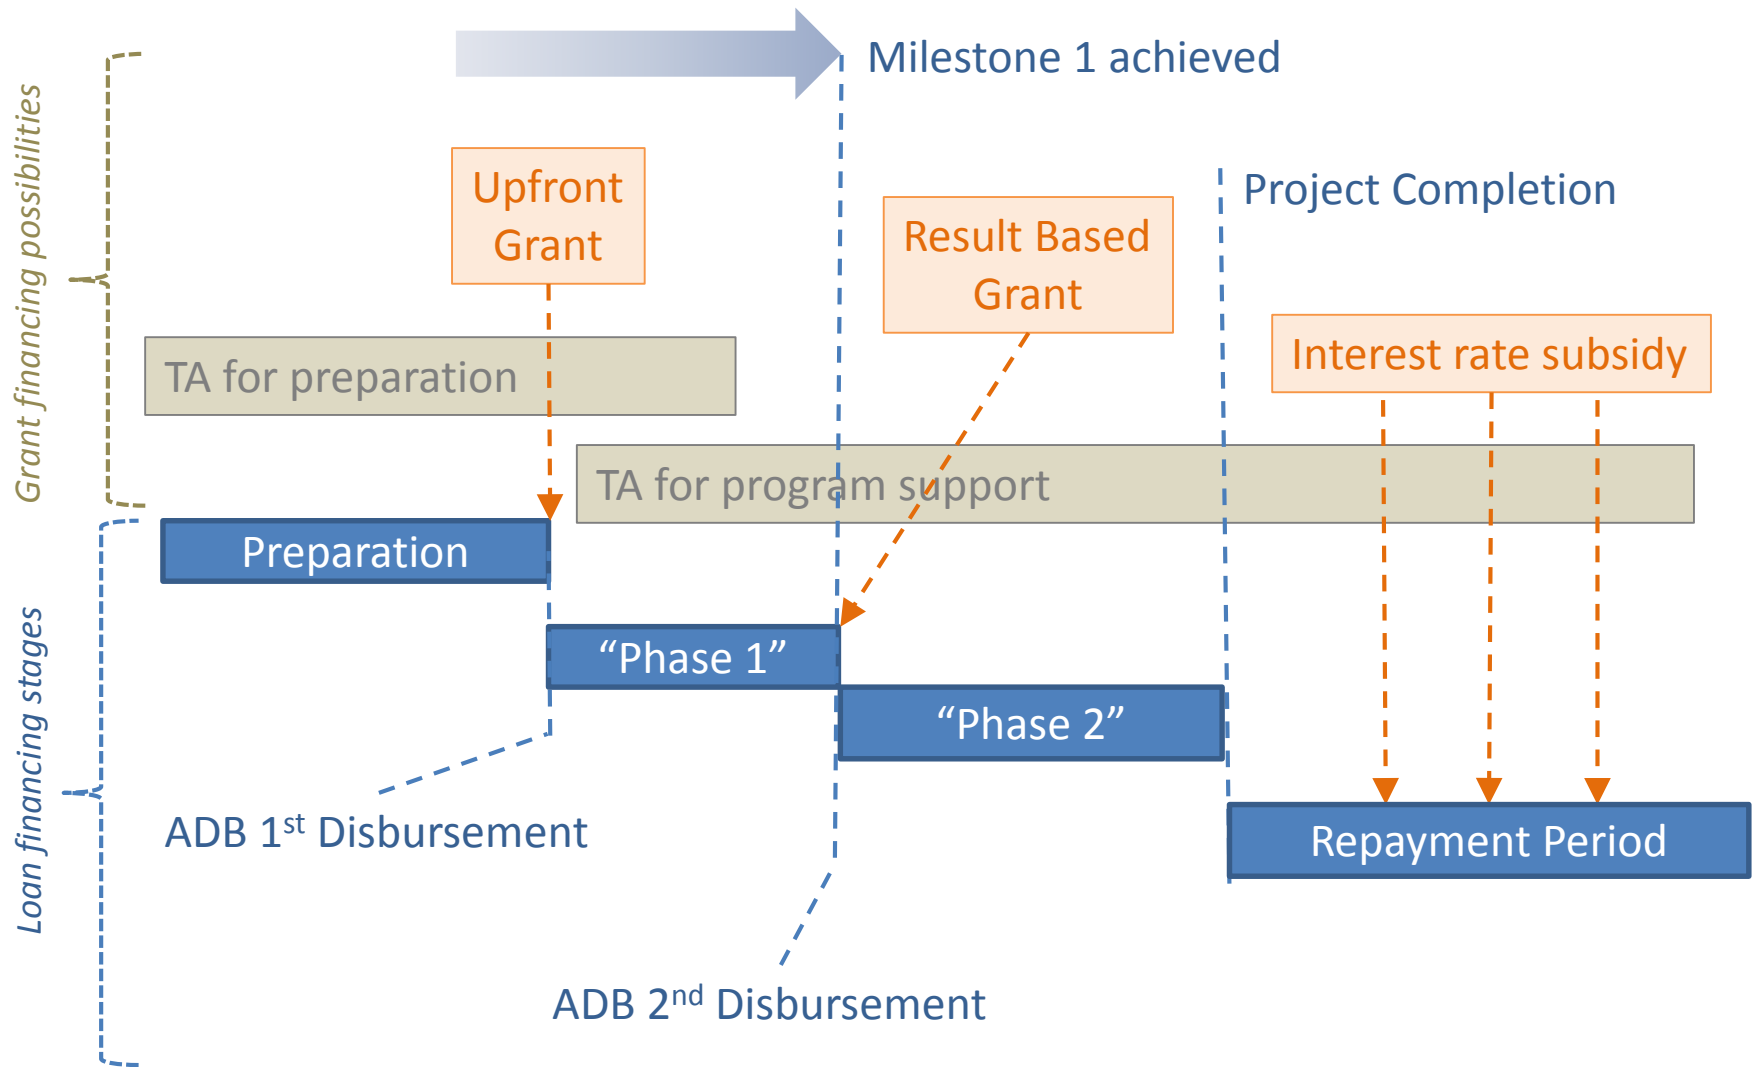 Milestone 1 achieved
Grant financing possibilities
Upfront
Grant
Project Completion
Result Based
Grant
Interest rate subsidy
TA for preparation
TA for program support
Preparation
Loan financing stages
“Phase 1”
“Phase 2”
ADB 1st Disbursement
Repayment Period
ADB 2nd Disbursement